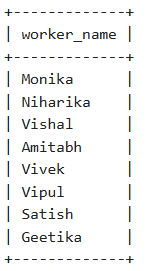 +-------------+
| worker_name |
+-------------+
| Monika      |
| Niharika    |
| Vishal      |
| Amitabh     |
| Vivek       |
| Vipul       |
| Satish      |
| Geetika     |
+-------------+